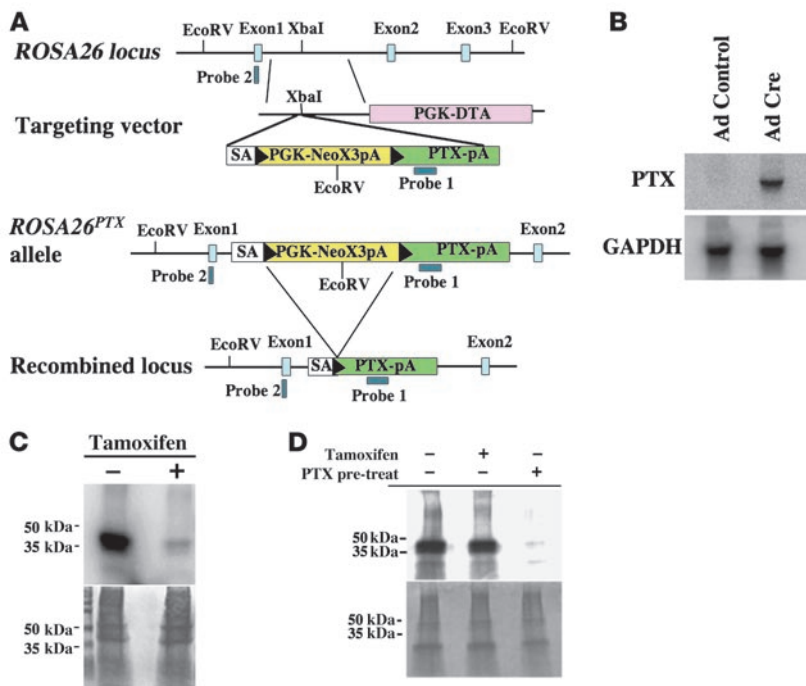 A
EcoRV Exon1 XbaI Exon2 Exon3 EcoRV
ROSA26 locus
Probe 2
XbaI
Targeting vector
PGK-DTA
SA PGK-NeoX3pA PTX-pA
EcoRV Probe 1
ROSA26PTX allele
EcoRV Exon1 Exon2
SA PGK-NeoX3pA PTX-pA
Probe 2 EcoRV Probe 1
Recombined locus
EcoRV Exon1 Exon2
SA PTX-pA
Probe 2 Probe 1
B
Ad Control
Ad Cre
PTX
GAPDH
C
Tamoxifen
– +
50 kDa-
35 kDa-
50 kDa-
35 kDa-
D
Tamoxifen – + –
PTX pre-treat – – +
50 kDa-
35 kDa-
50 kDa-
35 kDa-